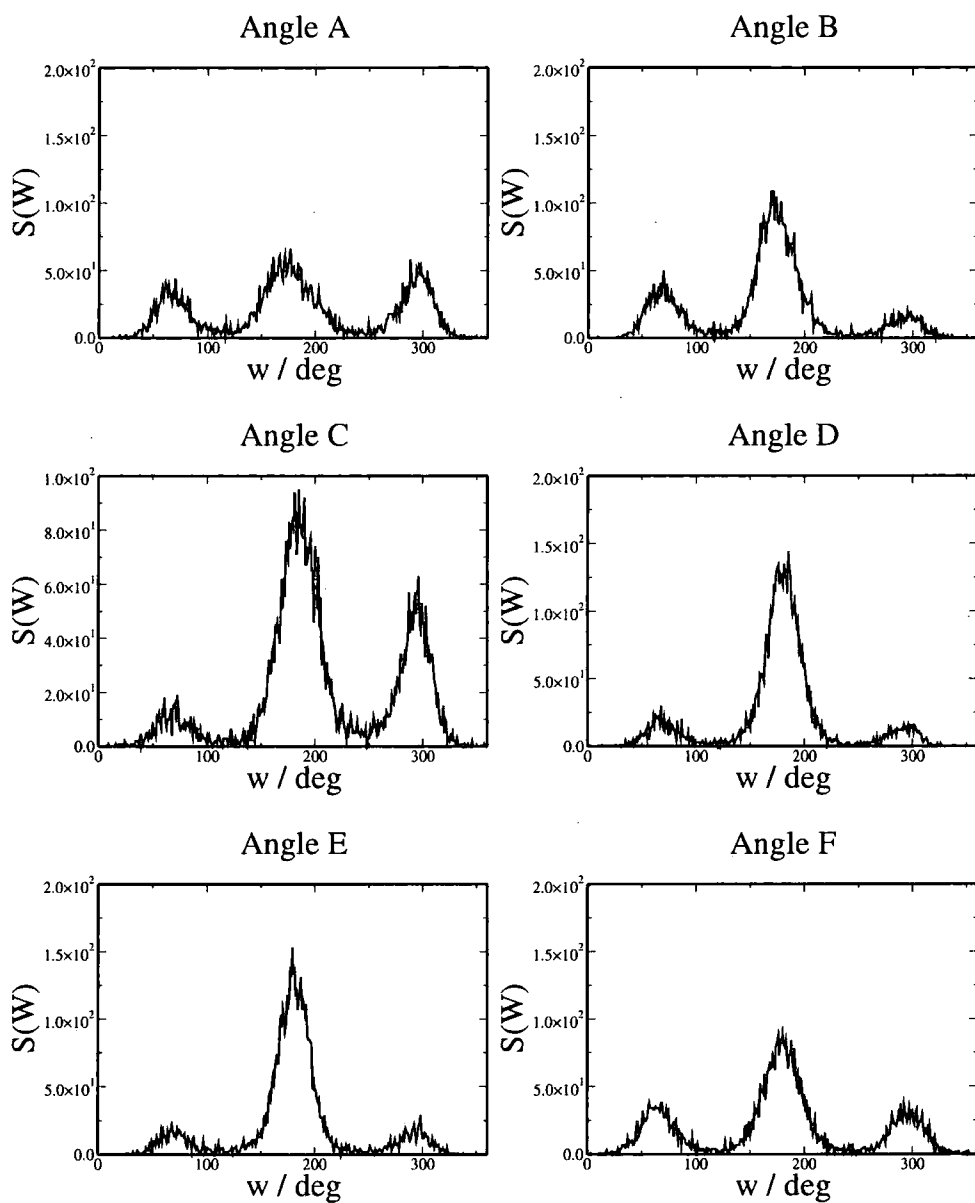 Angle A
2.0×10²
1.5×10²
1.0×10²
5.0×10¹
0.0
0 100 200 300
S(W)
w / deg
Angle B
2.0×10²
1.5×10²
1.0×10²
5.0×10¹
0.0
0 100 200 300
S(W)
w / deg
Angle C
1.0×10²
8.0×10¹
6.0×10¹
4.0×10¹
2.0×10¹
0.0
0 100 200 300
S(W)
w / deg
Angle D
2.0×10²
1.5×10²
1.0×10²
5.0×10¹
0.0
0 100 200 300
S(W)
w / deg
Angle E
2.0×10²
1.5×10²
1.0×10²
5.0×10¹
0.0
0 100 200 300
S(W)
w / deg
Angle F
2.0×10²
1.5×10²
1.0×10²
5.0×10¹
0.0
0 100 200 300
S(W)
w / deg